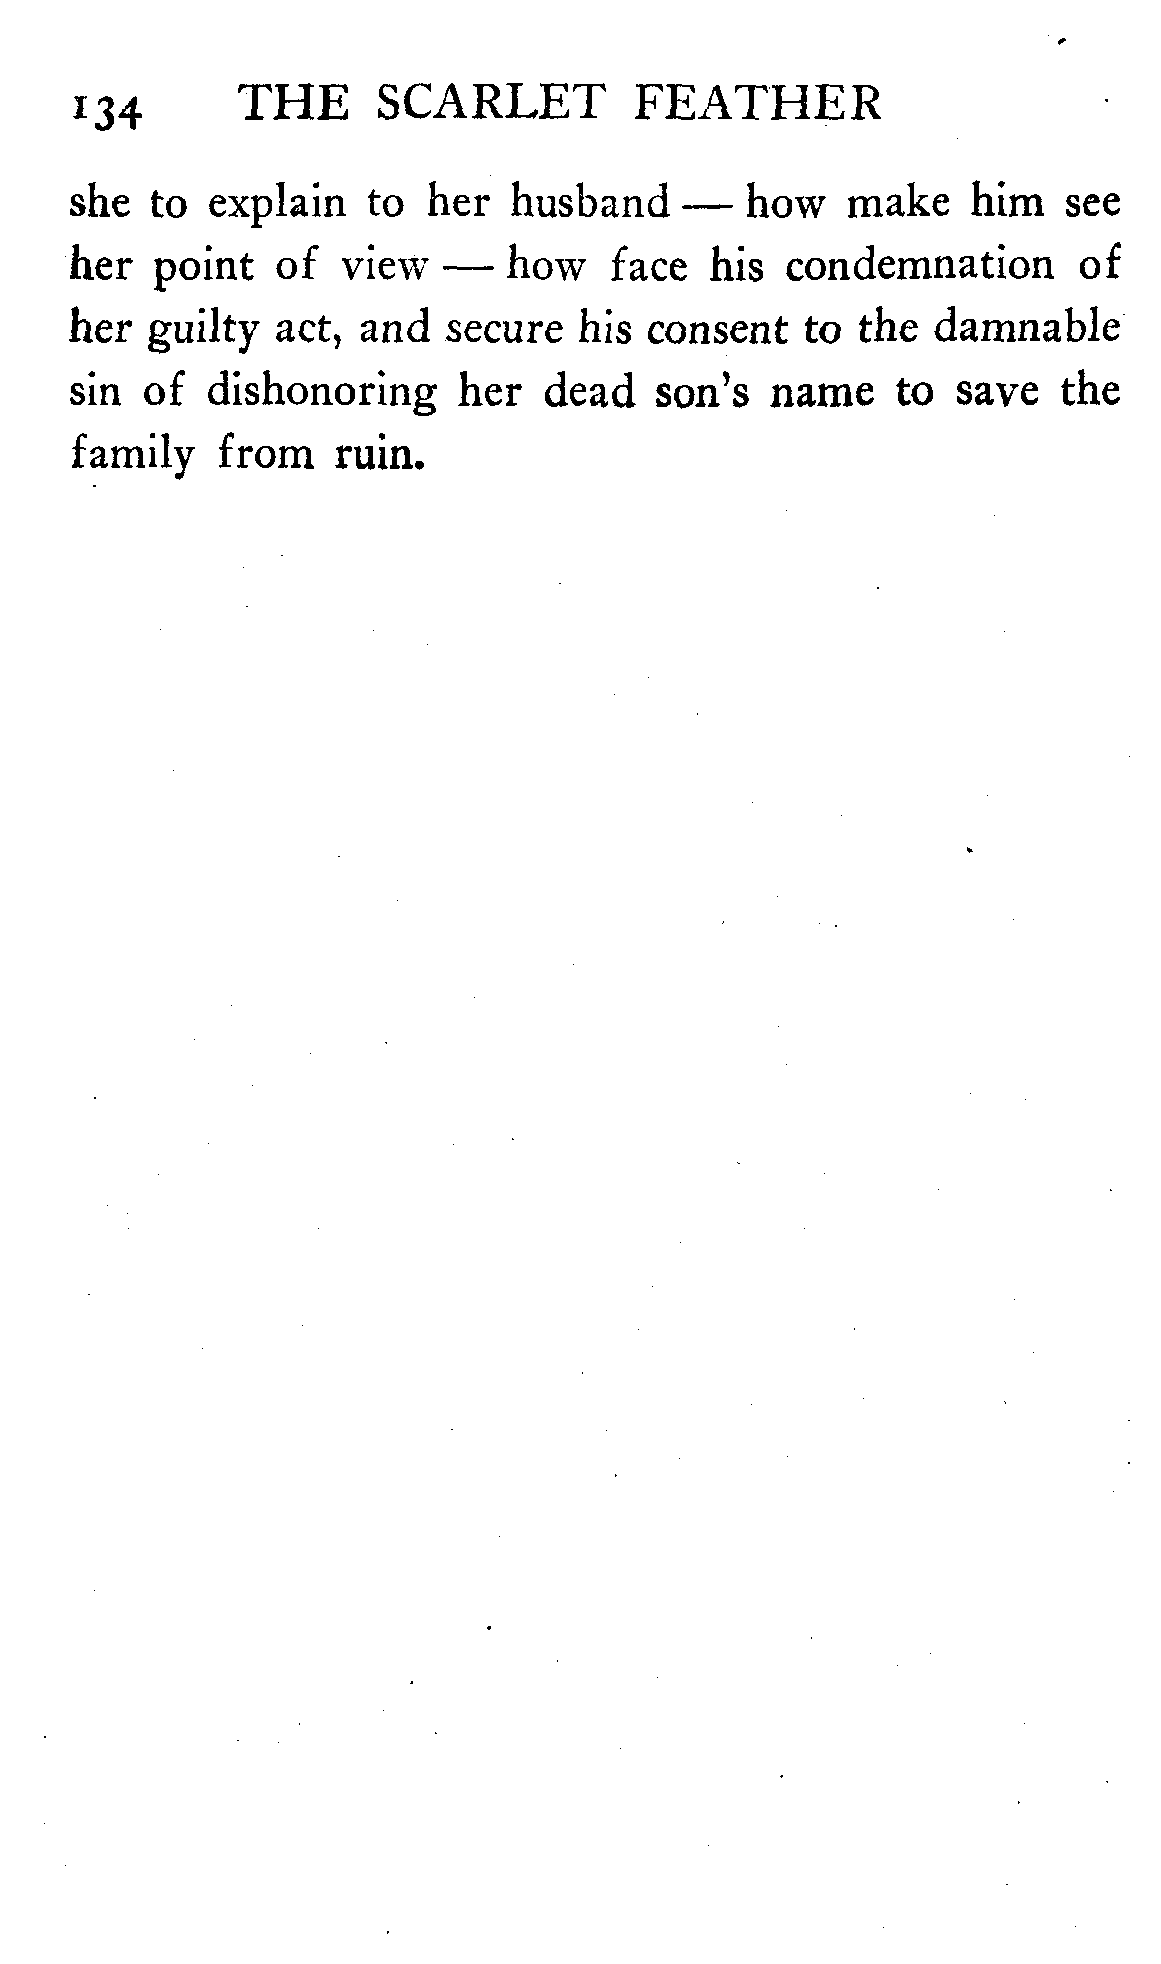 134 THE SCARLET FEATHER
she to explain to her husband — how make him see
her point of view — how face his condemnation of
her guilty act, and secure his consent to the damnable
sin of dishonoring her dead son's name to save the
family from ruin.